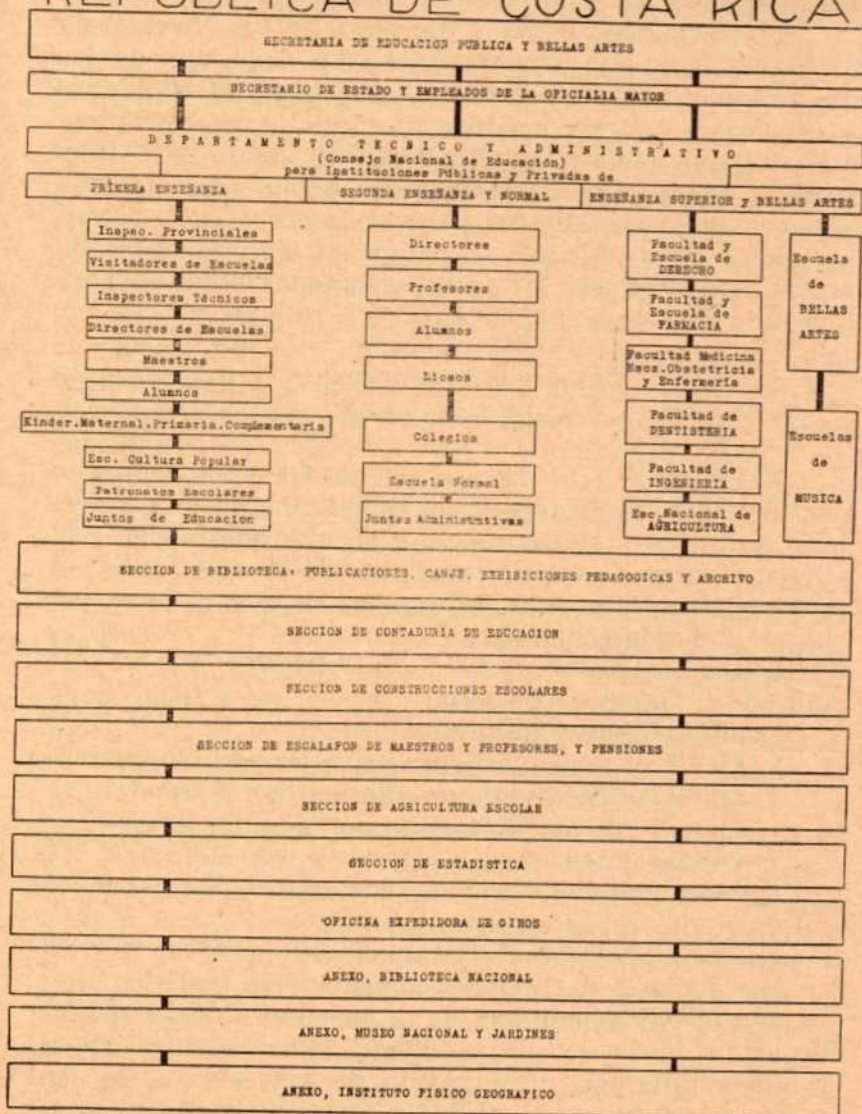 REPUBLICA DE COSTA RICA
SECRETARIA DE EDUCACION PUBLICA Y BELLAS ARTES
SECRETARIO DE ESTADO Y EMPLEADOS DE LA OFICIALIA MAYOR
DEPARTAMENTO TECNICO Y ADMINISTRATIVO
(Consejo Nacional de Educación)
para Instituciones Públicas y Privadas de
PRIMERA ENSEÑANZA
SEGUNDA ENSEÑANZA Y NORMAL
ENSEÑANZA SUPERIOR y BELLAS ARTES
Inspec. Provinciales
Visitadores de Escuelas
Inspectores Técnicos
Directores de Escuelas
Maestros
Alumnos
Kinder.Maternal.Primaria.Complementaria
Esc. Cultura Popular
Patronatos Escolares
Juntas de Educacion
Directores
Profesores
Alumnos
Liceos
Colegios
Escuela Normal
Juntas Administrativas
Facultad y
Escuela de
DERECHO
Facultad y
Escuela de
FARMACIA
Facultad Medicina
Escs.Obstetricia
y Enfermería
Facultad de
DENTISTERIA
Facultad de
INGENIERIA
Esc. Nacional de
AGRICULTURA
Escuela
de
BELLAS
ARTES
Escuelas
de
MUSICA
SECCION DE BIBLIOTECA, PUBLICACIONES, CANJE, EXHIBICIONES PEDAGOGICAS Y ARCHIVO
SECCION DE CONTADURIA DE EDUCACION
SECCION DE CONSTRUCCIONES ESCOLARES
SECCION DE ESCALAFON DE MAESTROS Y PROFESORES, Y PENSIONES
SECCION DE AGRICULTURA ESCOLAR
SECCION DE ESTADISTICA
OFICINA EXPEDIDORA DE GIROS
ANEXO, BIBLIOTECA NACIONAL
ANEXO, MUSEO NACIONAL Y JARDINES
ANEXO, INSTITUTO FISICO GEOGRAFICO